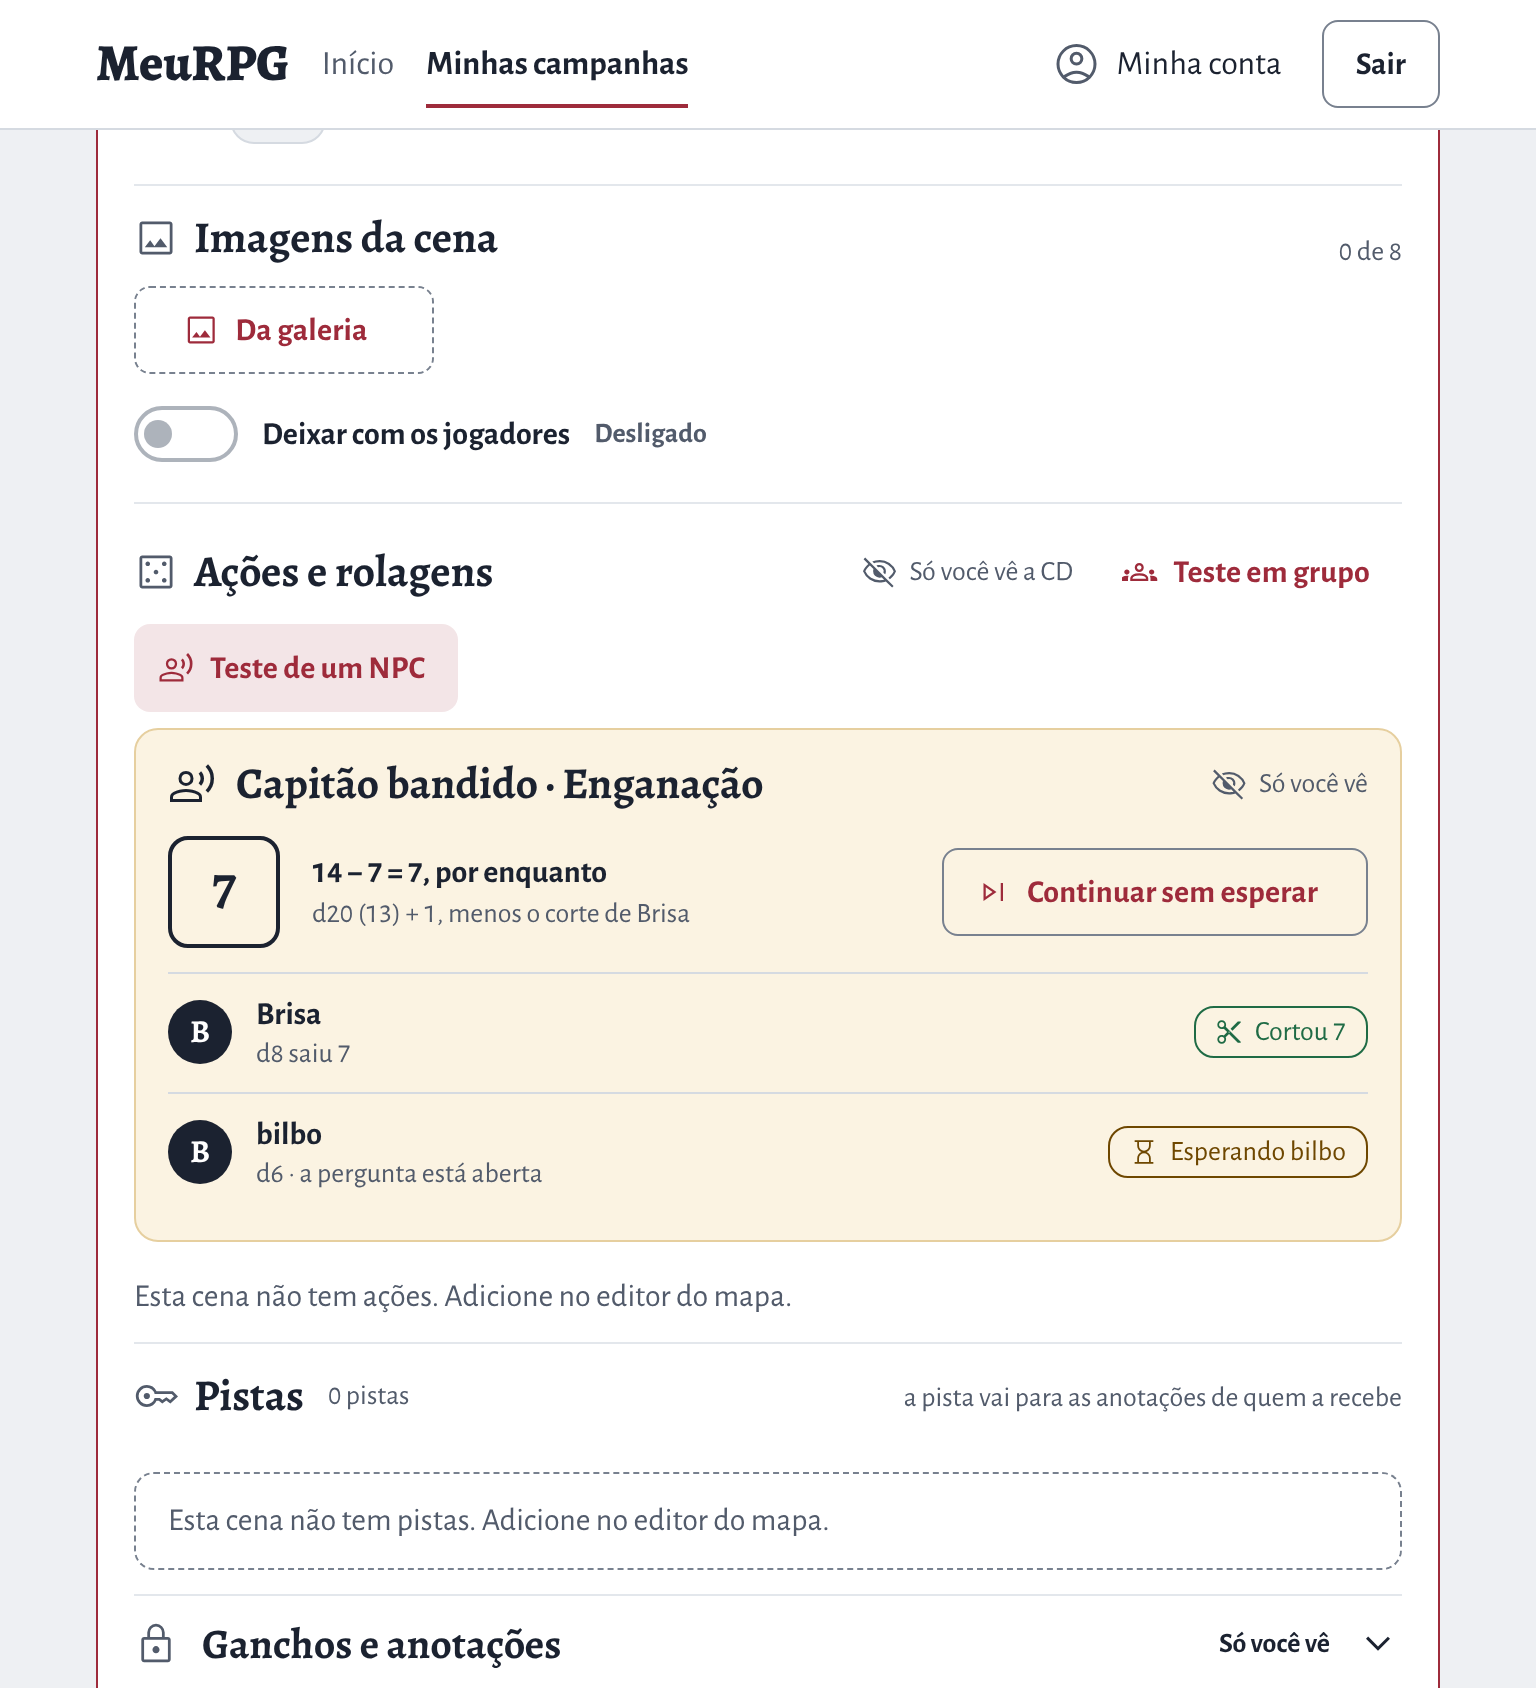 MeuRPG Início Minhas campanhas Minha conta Sair
Imagens da cena 0 de 8
Da galeria
Deixar com os jogadores Desligado
Ações e rolagens Só você vê a CD Teste em grupo
Teste de um NPC
Capitão bandido · Enganação Só você vê
7
14 – 7 = 7, por enquanto
d20 (13) + 1, menos o corte de Brisa
Continuar sem esperar
B
Brisa
d8 saiu 7
Cortou 7
B
bilbo
d6 · a pergunta está aberta
Esperando bilbo
Esta cena não tem ações. Adicione no editor do mapa.
Pistas 0 pistas a pista vai para as anotações de quem a recebe
Esta cena não tem pistas. Adicione no editor do mapa.
Ganchos e anotações Só você vê